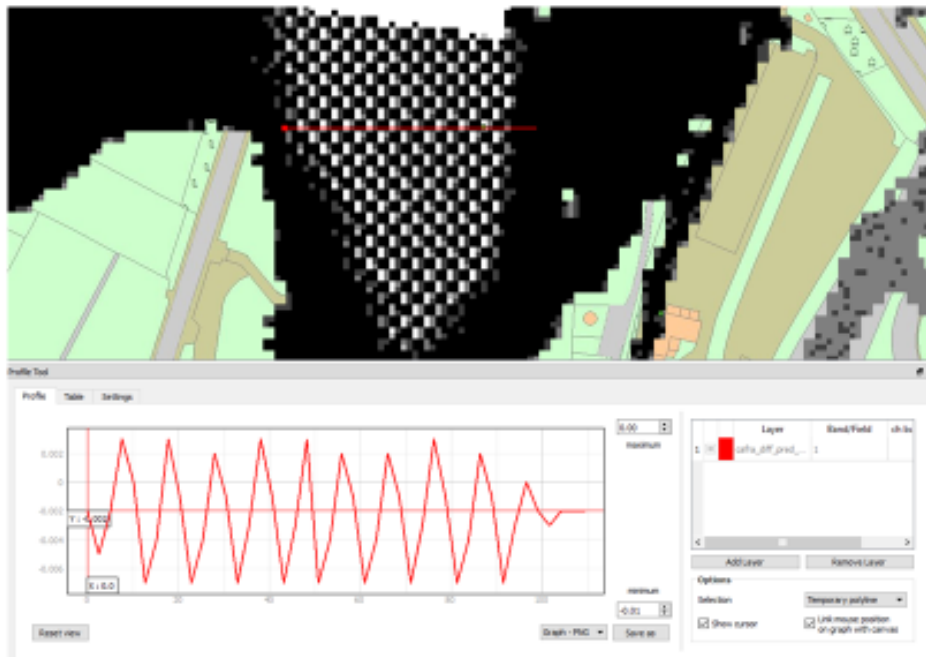 Profile Tool
Profile Table Settings
0.002
0
-0.002
-0.004
-0.006
Y : -0.002
X : 0.0
0 20 40 60 80 100
0.00
maximum
minimum
-0.01
Reset view
Graph - PNG
Save as
Layer Band/Field
1 1
Add Layer Remove Layer
Options
Selection Temporary polyline
Show cursor
Link mouse position
on graph with canvas